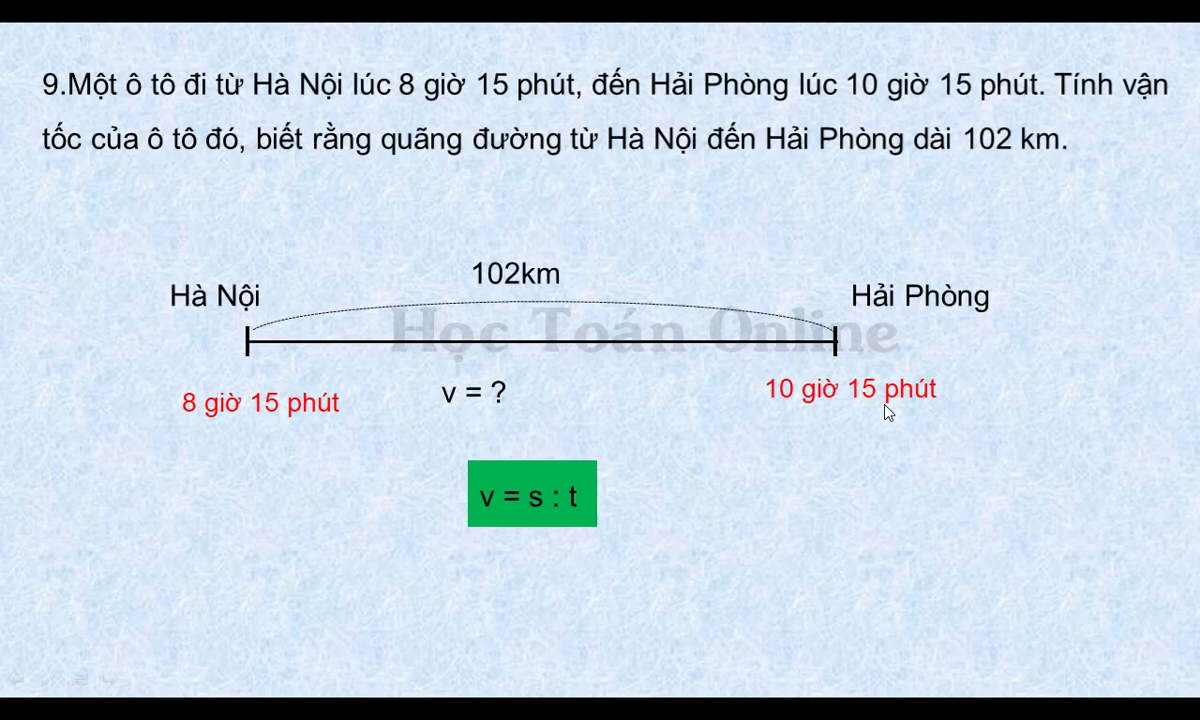 9.Một ô tô đi từ Hà Nội lúc 8 giờ 15 phút, đến Hải Phòng lúc 10 giờ 15 phút. Tính vận
tốc của ô tô đó, biết rằng quãng đường từ Hà Nội đến Hải Phòng dài 102 km.
102km
Hà Nội
Hải Phòng
Học Toán Online
8 giờ 15 phút
v = ?
10 giờ 15 phút
v = s : t